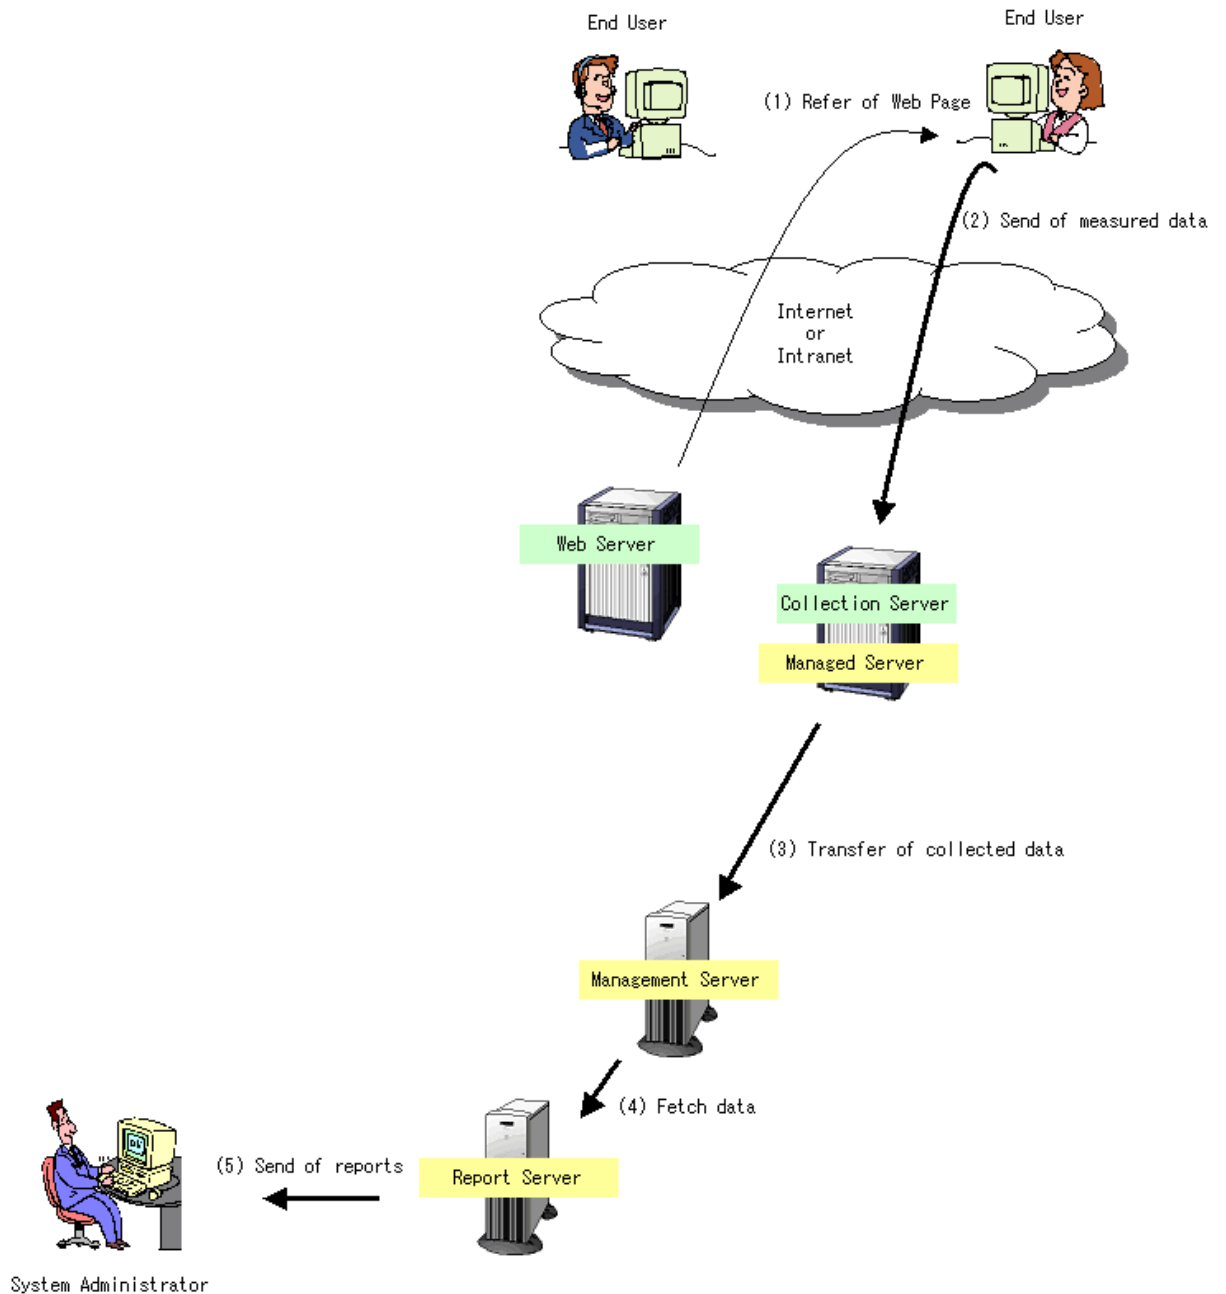 End User
End User
(1) Refer of Web Page
(2) Send of measured data
Internet
or
Intranet
Web Server
Collection Server
Managed Server
(3) Transfer of collected data
Management Server
(4) Fetch data
(5) Send of reports
Report Server
System Administrator